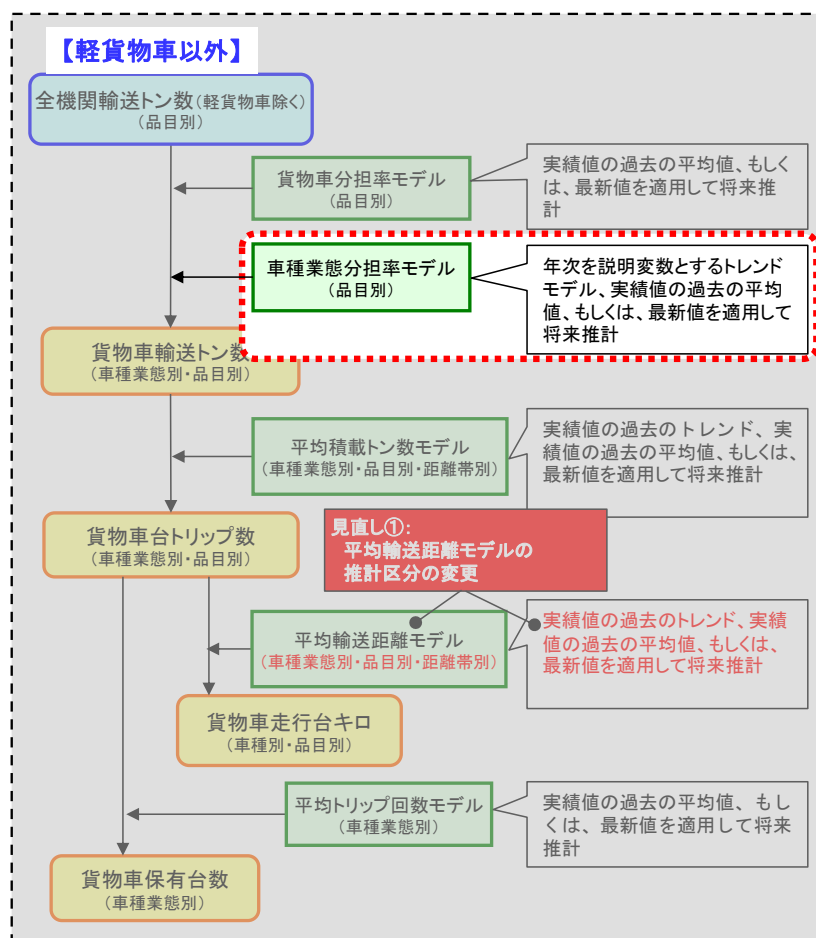 【軽貨物車以外】
全機関輸送トン数(軽貨物車除く)
(品目別)
貨物車分担率モデル
(品目別)
実績値の過去の平均値、もしく
は、最新値を適用して将来推
計
車種業態分担率モデル
(品目別)
年次を説明変数とするトレンド
モデル、実績値の過去の平均
値、もしくは、最新値を適用して
将来推計
貨物車輸送トン数
(車種業態別・品目別)
平均積載トン数モデル
(車種業態別・品目別・距離帯別)
実績値の過去のトレンド、実
績値の過去の平均値、もしくは、
最新値を適用して将来推計
貨物車台トリップ数
(車種業態別・品目別)
見直し①:
平均輸送距離モデルの
推計区分の変更
平均輸送距離モデル
(車種業態別・品目別・距離帯別)
実績値の過去のトレンド、実績
値の過去の平均値、もしくは、
最新値を適用して将来推計
貨物車走行台キロ
(車種別・品目別)
平均トリップ回数モデル
(車種業態別)
実績値の過去の平均値、もし
くは、最新値を適用して将来
推計
貨物車保有台数
(車種業態別)